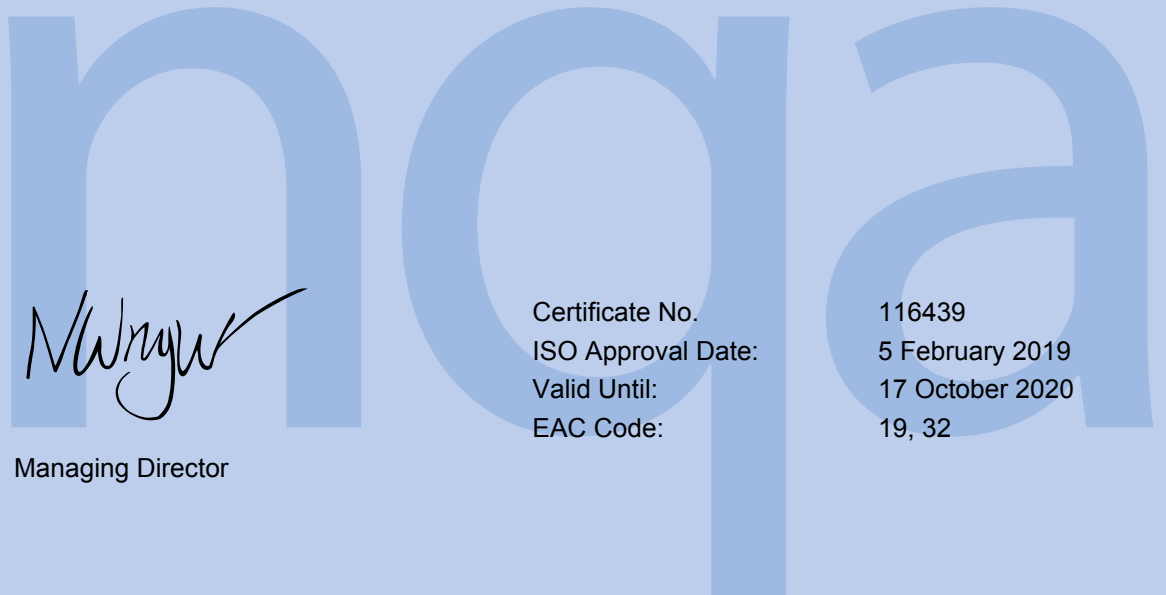 nqa
Certificate No. 116439
ISO Approval Date: 5 February 2019
Valid Until: 17 October 2020
EAC Code: 19, 32
Managing Director